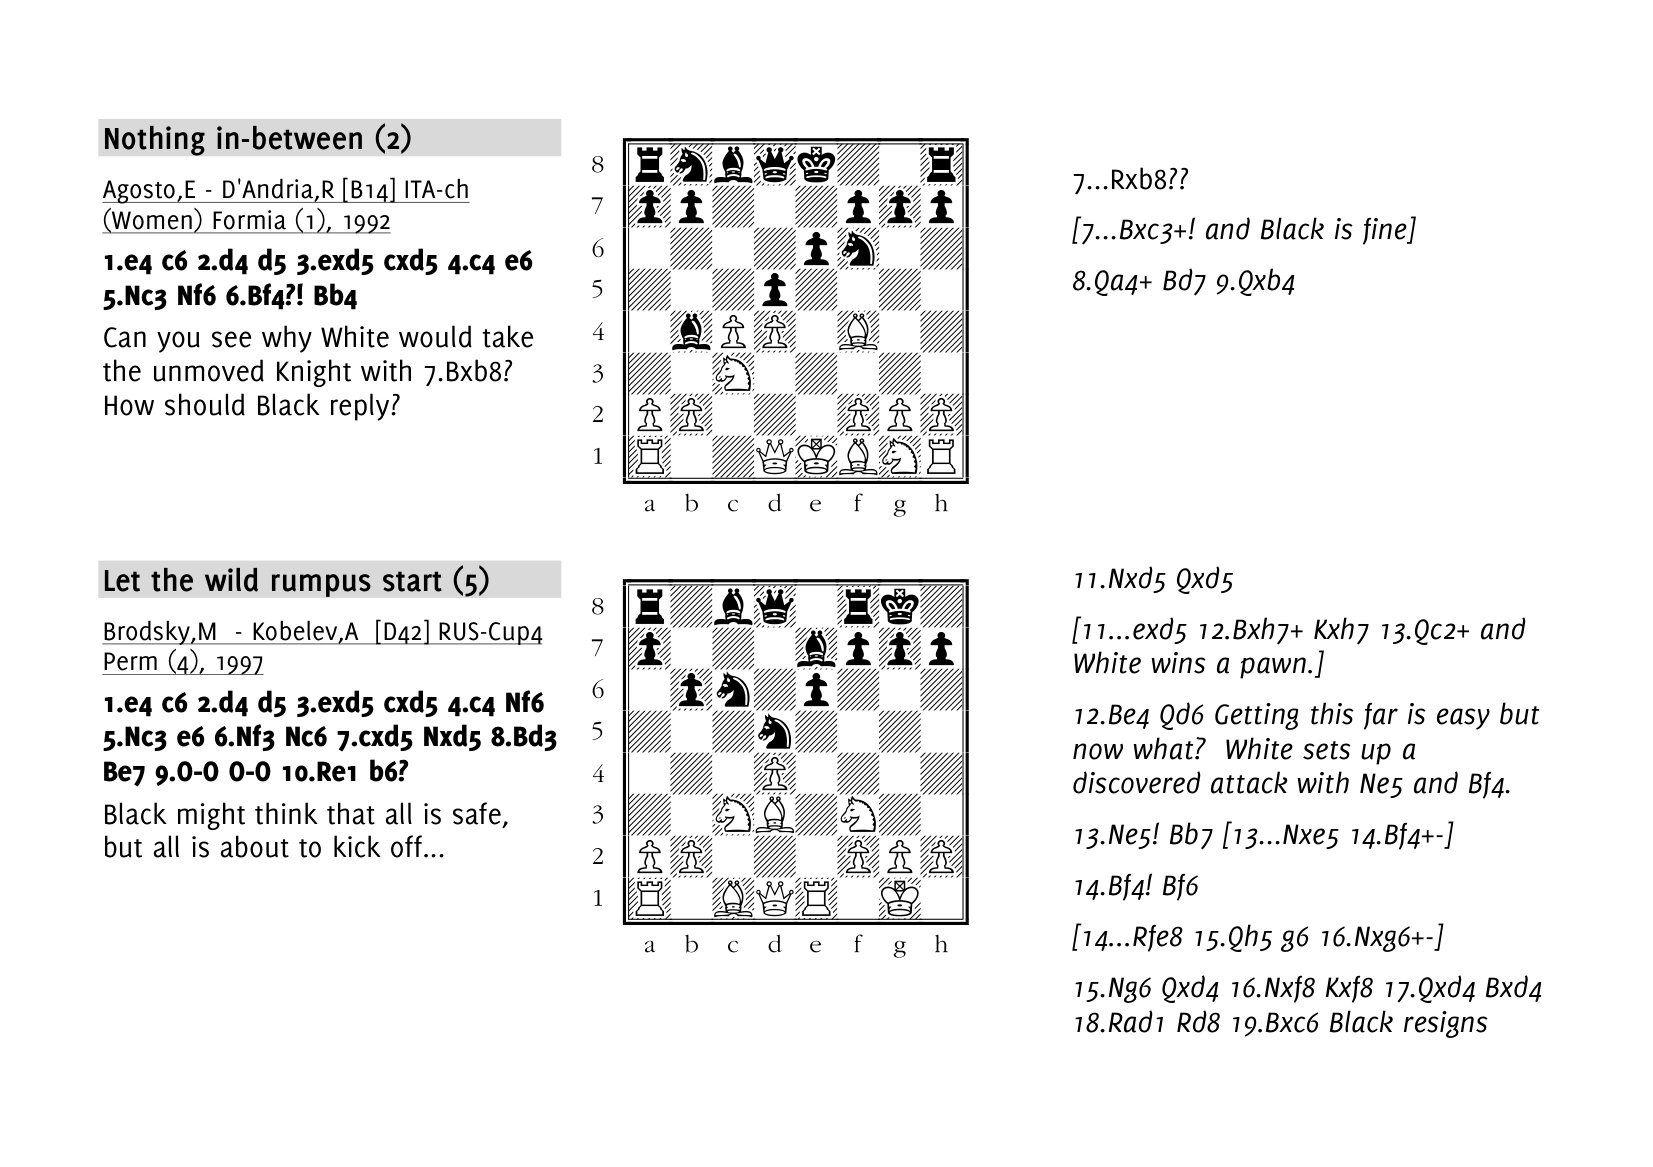 Nothing in-between (2)
Agosto,E - D'Andria,R [B14] ITA-ch
(Women) Formia (1), 1992
1.e4 c6 2.d4 d5 3.exd5 cxd5 4.c4 e6
5.Nc3 Nf6 6.Bf4?! Bb4
Can you see why White would take
the unmoved Knight with 7.Bxb8?
How should Black reply?
8
7
6
5
4
3
2
1
a b c d e f g h
7...Rxb8??
[7...Bxc3+! and Black is fine]
8.Qa4+ Bd7 9.Qxb4
Let the wild rumpus start (5)
Brodsky,M - Kobelev,A [D42] RUS-Cup4
Perm (4), 1997
1.e4 c6 2.d4 d5 3.exd5 cxd5 4.c4 Nf6
5.Nc3 e6 6.Nf3 Nc6 7.cxd5 Nxd5 8.Bd3
Be7 9.0-0 0-0 10.Re1 b6?
Black might think that all is safe,
but all is about to kick off...
8
7
6
5
4
3
2
1
a b c d e f g h
11.Nxd5 Qxd5
[11...exd5 12.Bxh7+ Kxh7 13.Qc2+ and
White wins a pawn.]
12.Be4 Qd6 Getting this far is easy but
now what? White sets up a
discovered attack with Ne5 and Bf4.
13.Ne5! Bb7 [13...Nxe5 14.Bf4+-]
14.Bf4! Bf6
[14...Rfe8 15.Qh5 g6 16.Nxg6+-]
15.Ng6 Qxd4 16.Nxf8 Kxf8 17.Qxd4 Bxd4
18.Rad1 Rd8 19.Bxc6 Black resigns